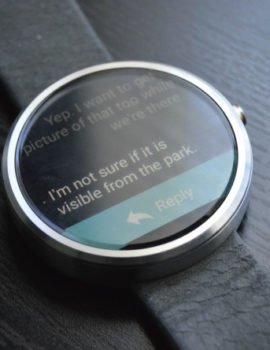 Yep. I want to get
picture of that top while
we're there
. I'm not sure if it is
visible from the park.
Reply